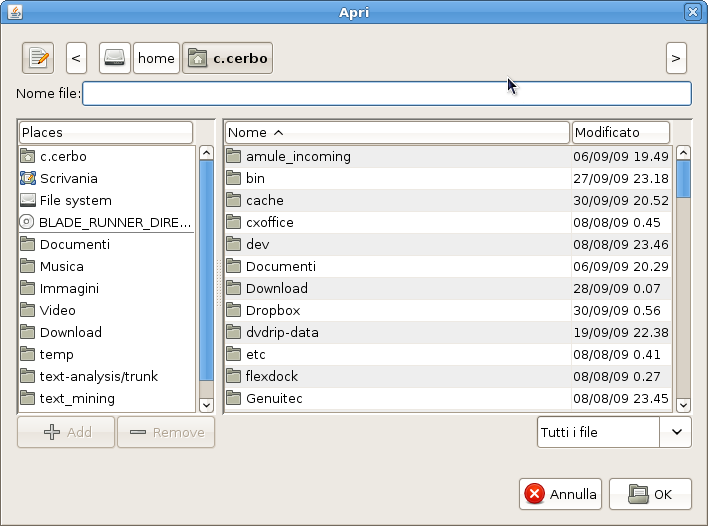 Apri
< home c.cerbo >
Nome file:
Places
c.cerbo
Scrivania
File system
BLADE_RUNNER_DIRE...
Documenti
Musica
Immagini
Video
Download
temp
text-analysis/trunk
text_mining
Nome Modificato
amule_incoming 06/09/09 19.49
bin 27/09/09 23.18
cache 30/09/09 20.52
cxoffice 08/08/09 0.45
dev 08/08/09 23.46
Documenti 06/09/09 20.29
Download 28/09/09 0.07
Dropbox 30/09/09 0.56
dvdrip-data 19/09/09 22.38
etc 08/08/09 0.41
flexdock 08/08/09 0.27
Genuitec 08/08/09 23.45
Add Remove
Tutti i file
Annulla OK